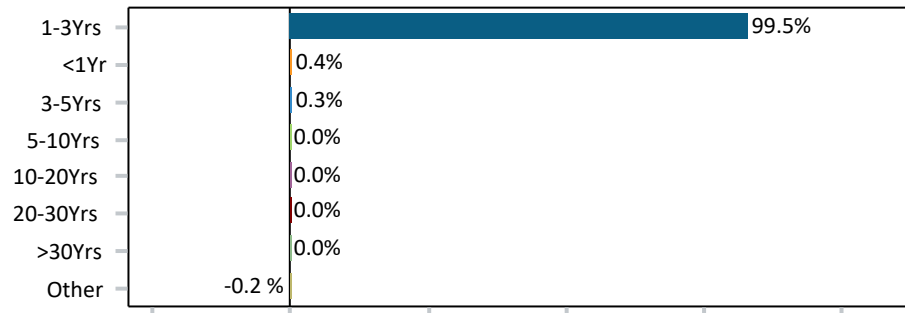 1-3Yrs 99.5%
<1Yr 0.4%
3-5Yrs 0.3%
5-10Yrs 0.0%
10-20Yrs 0.0%
20-30Yrs 0.0%
>30Yrs 0.0%
Other -0.2 %